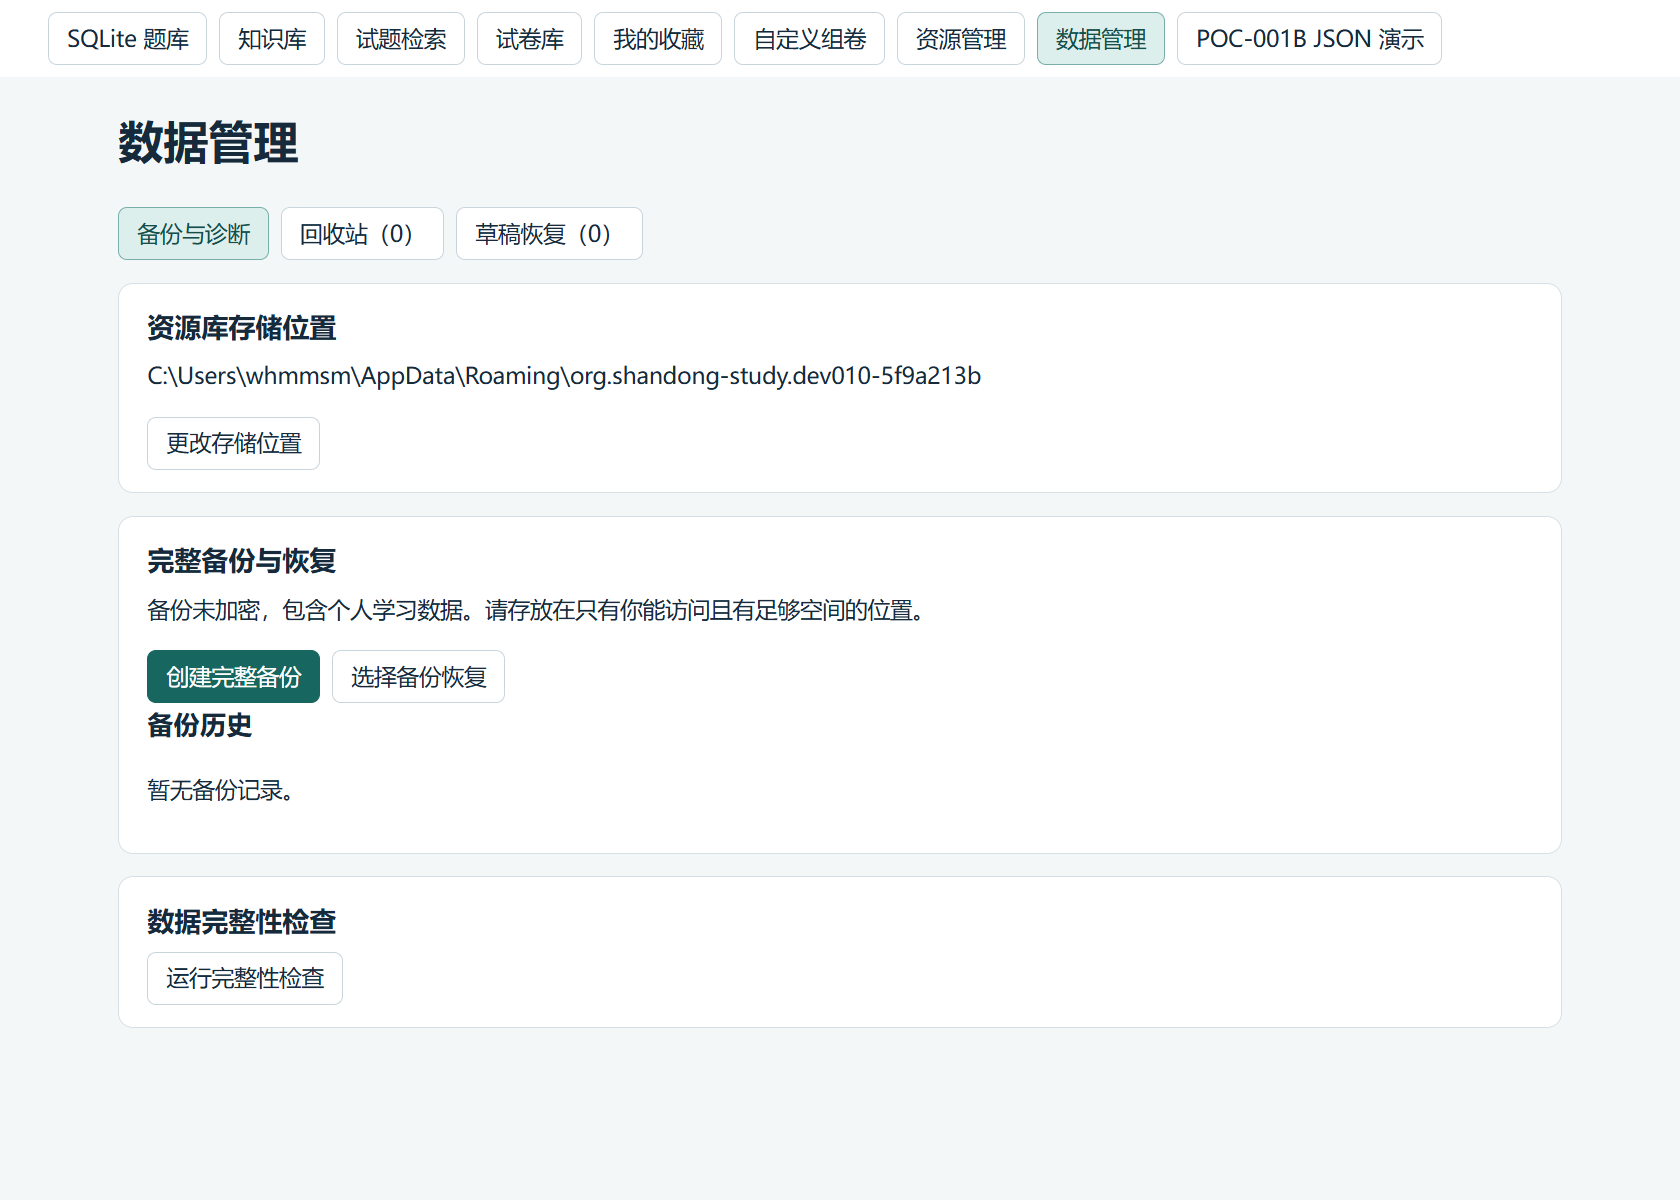 SQLite 题库 知识库 试题检索 试卷库 我的收藏 自定义组卷 资源管理 数据管理 POC-001B JSON 演示
数据管理
备份与诊断 回收站（0） 草稿恢复（0）
资源库存储位置
C:\Users\whmmsm\AppData\Roaming\org.shandong-study.dev010-5f9a213b
更改存储位置
完整备份与恢复
备份未加密，包含个人学习数据。请存放在只有你能访问且有足够空间的位置。
创建完整备份 选择备份恢复
备份历史
暂无备份记录。
数据完整性检查
运行完整性检查